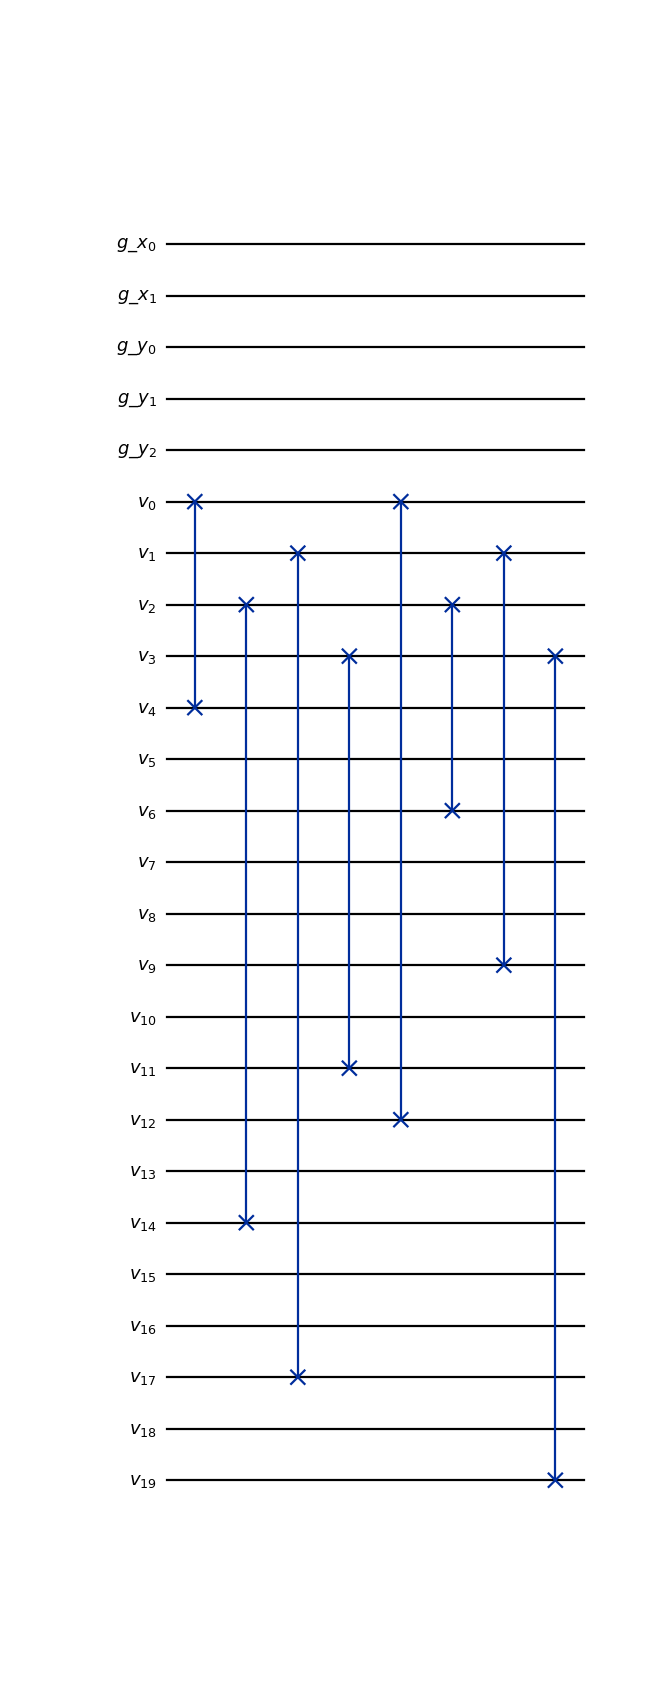 g_x₀
g_x₁
g_y₀
g_y₁
g_y₂
v₀
v₁
v₂
v₃
v₄
v₅
v₆
v₇
v₈
v₉
v₁₀
v₁₁
v₁₂
v₁₃
v₁₄
v₁₅
v₁₆
v₁₇
v₁₈
v₁₉